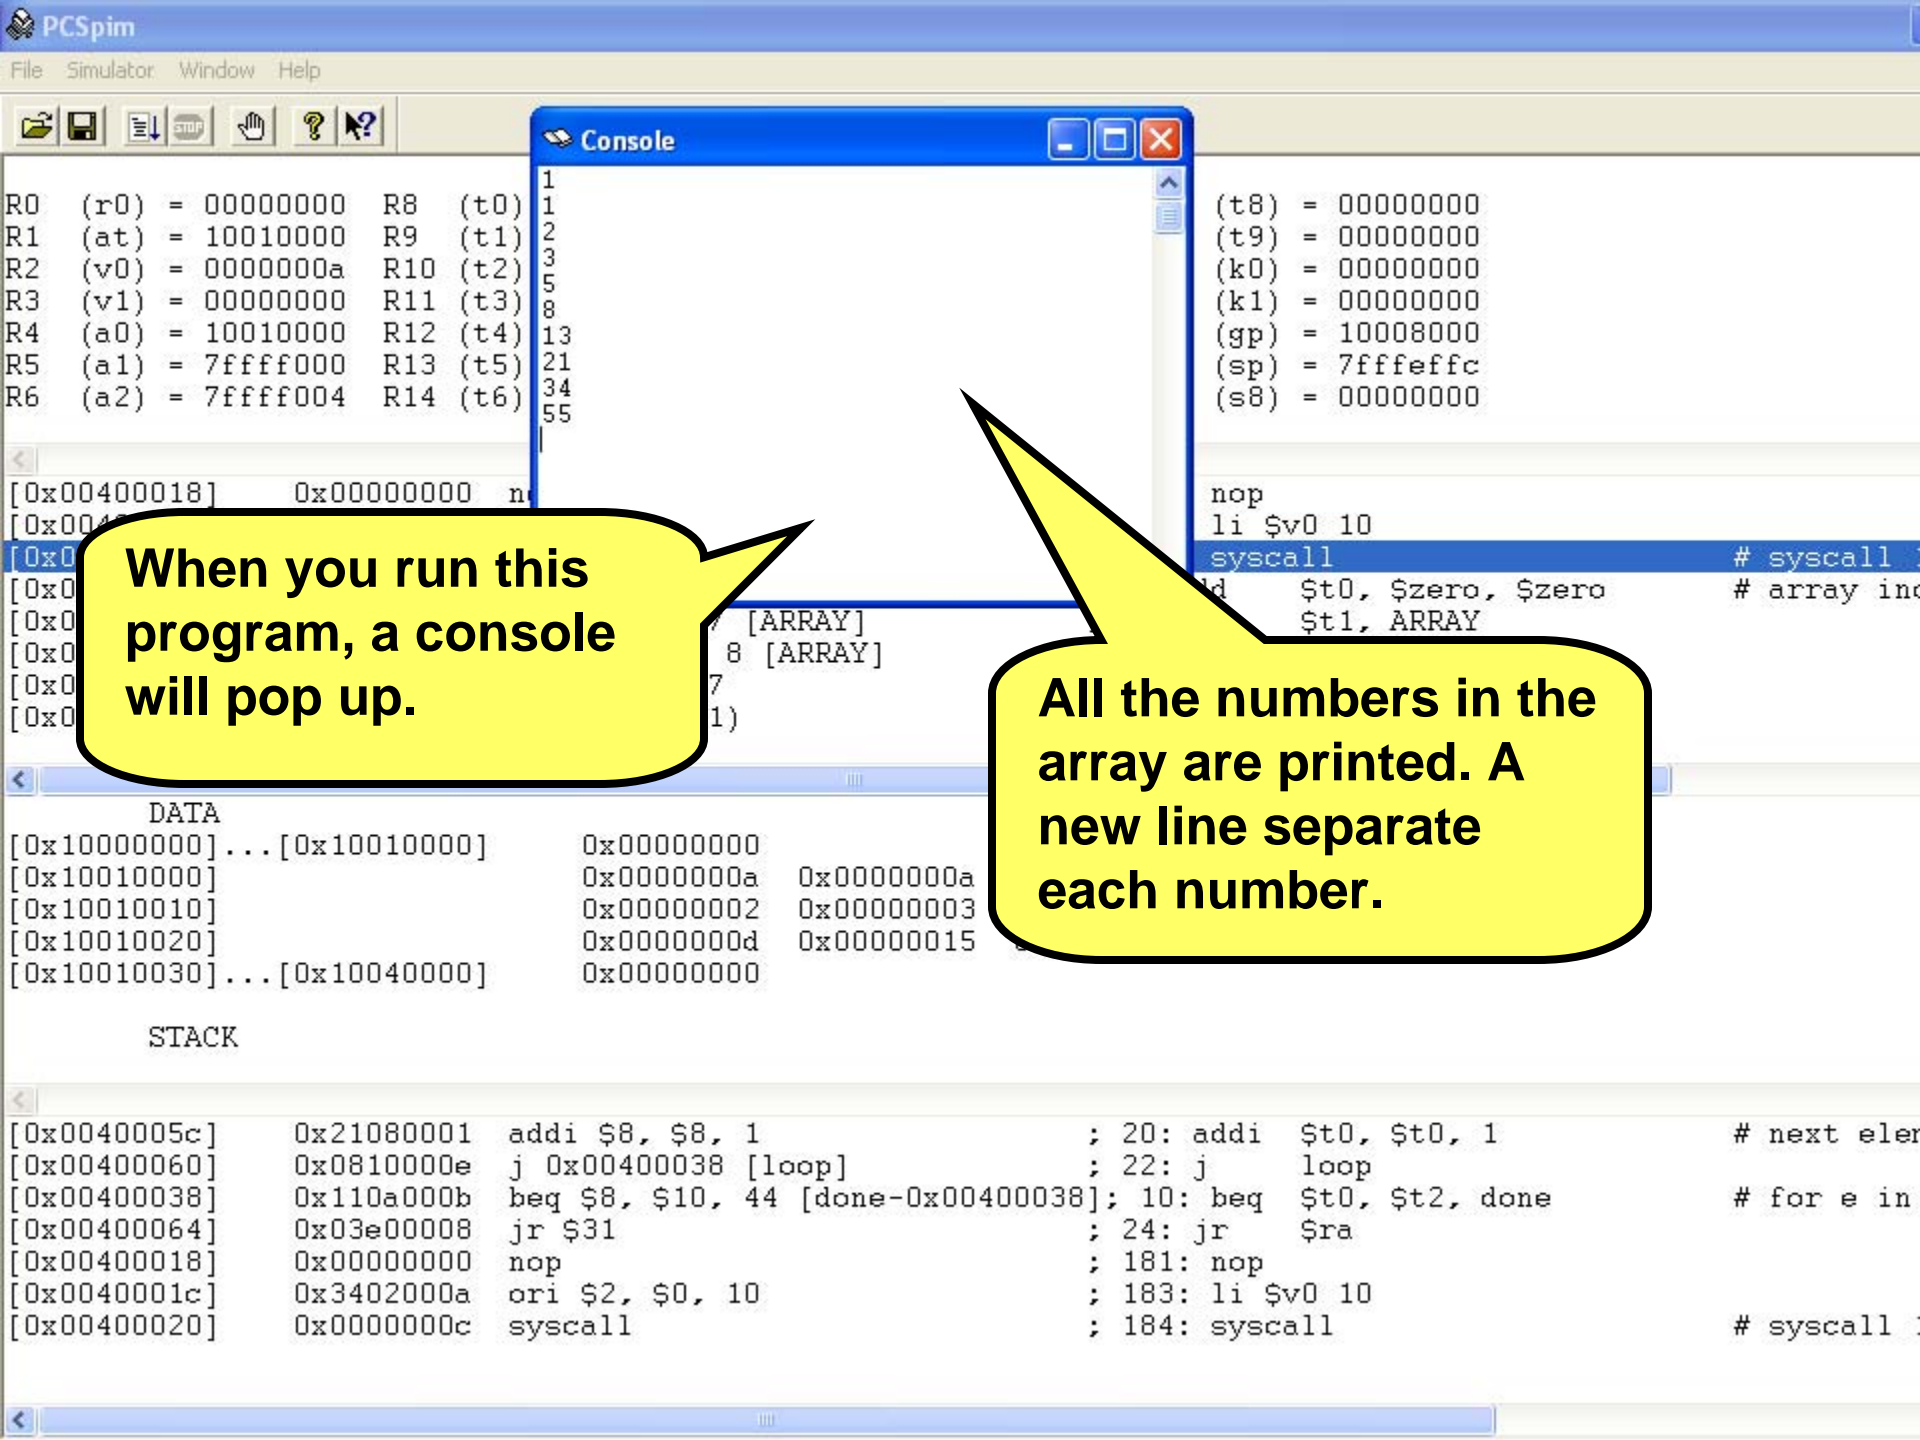 PCSpim
File Simulator Window Help
Console
1
1
2
3
5
8
13
21
34
55
R0 (r0) = 00000000 R8 (t0) (t8) = 00000000
R1 (at) = 10010000 R9 (t1) (t9) = 00000000
R2 (v0) = 0000000a R10 (t2) (k0) = 00000000
R3 (v1) = 00000000 R11 (t3) (k1) = 00000000
R4 (a0) = 10010000 R12 (t4) (gp) = 10008000
R5 (a1) = 7ffff000 R13 (t5) (sp) = 7fffeffc
R6 (a2) = 7ffff004 R14 (t6) (s8) = 00000000
[0x00400018] 0x00000000 nop
li $v0 10
syscall # syscall
$t0, $zero, $zero # array
[ARRAY] $t1, ARRAY
8 [ARRAY]
7
1)
When you run this
program, a console
will pop up.
All the numbers in the
array are printed. A
new line separate
each number.
DATA
[0x10000000]...[0x10010000] 0x00000000
[0x10010000] 0x0000000a 0x0000000a
[0x10010010] 0x00000002 0x00000003
[0x10010020] 0x0000000d 0x00000015
[0x10010030]...[0x10040000] 0x00000000
STACK
[0x0040005c] 0x21080001 addi $8, $8, 1 ; 20: addi $t0, $t0, 1 # next
[0x00400060] 0x0810000e j 0x00400038 [loop] ; 22: j loop
[0x00400038] 0x110a000b beq $8, $10, 44 [done-0x00400038]; 10: beq $t0, $t2, done # for e in
[0x00400064] 0x03e00008 jr $31 ; 24: jr $ra
[0x00400018] 0x00000000 nop ; 181: nop
[0x0040001c] 0x3402000a ori $2, $0, 10 ; 183: li $v0 10
[0x00400020] 0x0000000c syscall ; 184: syscall # syscall